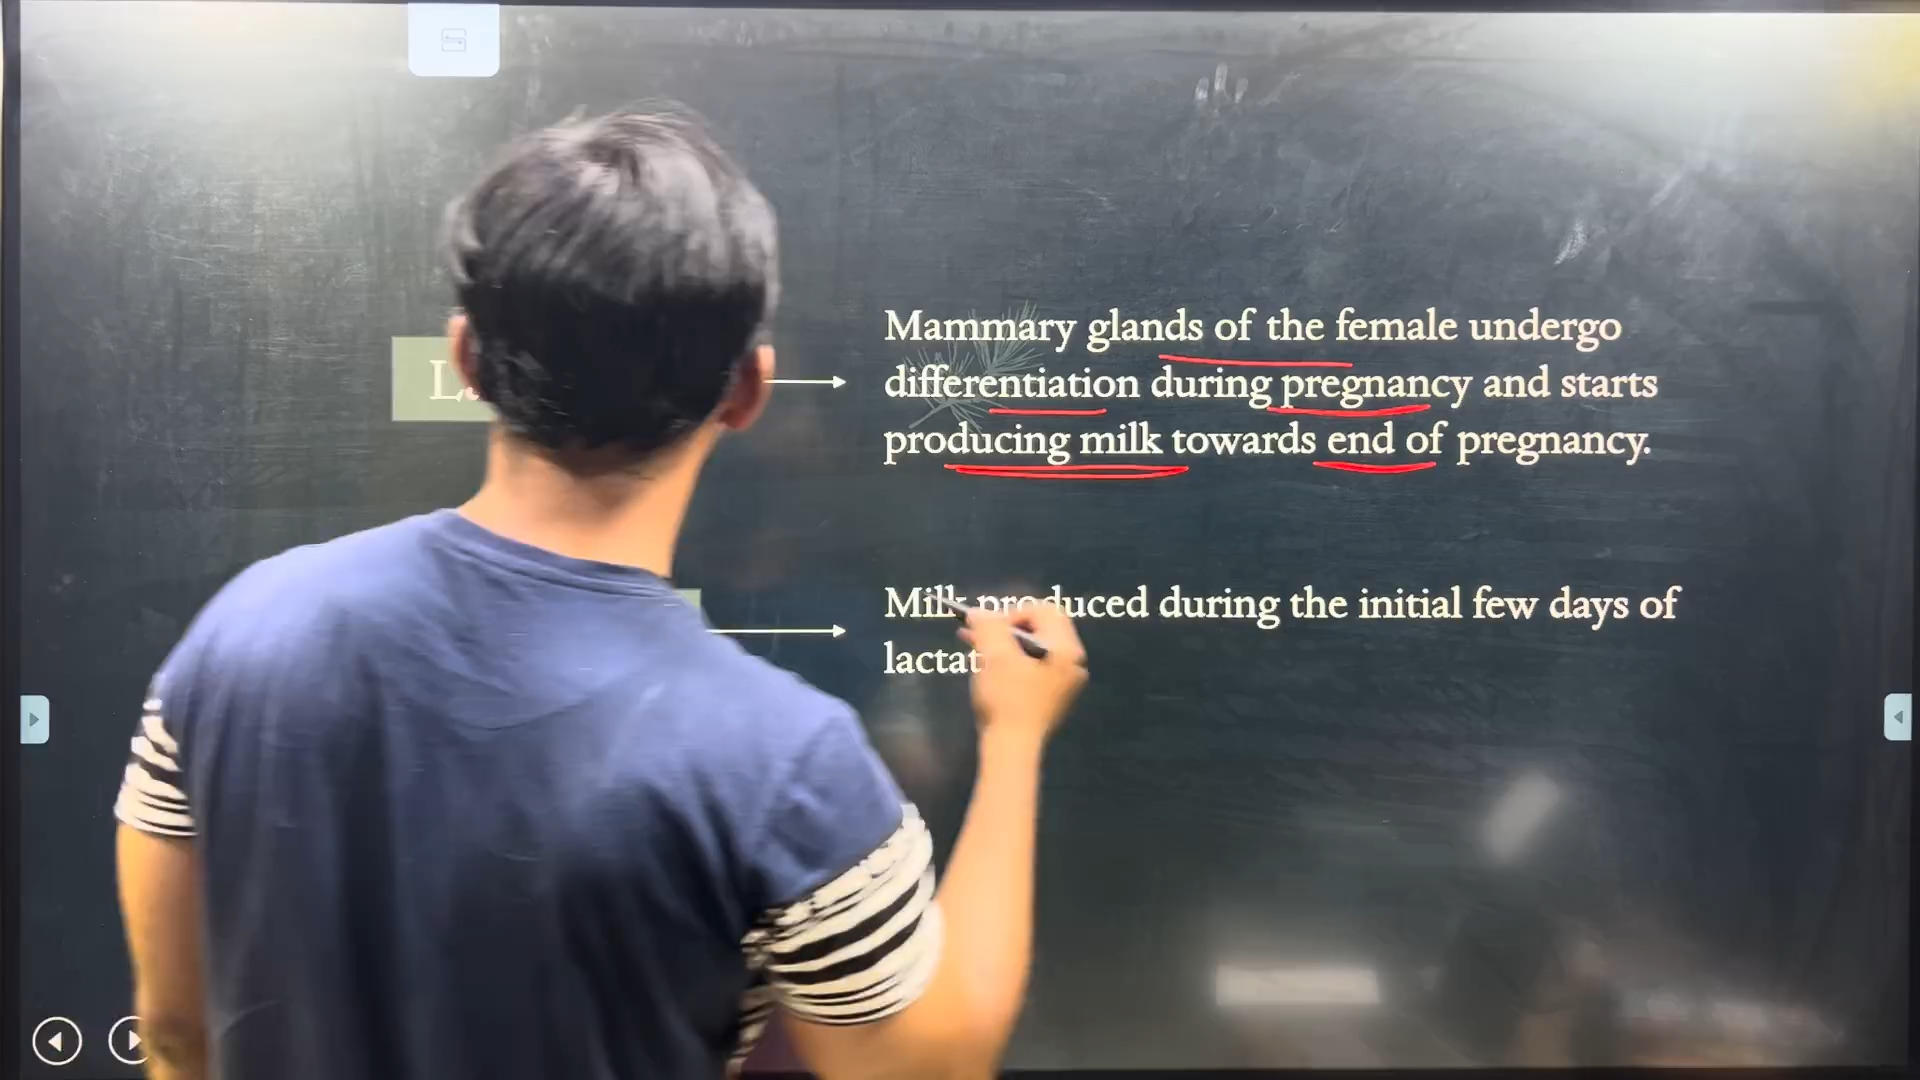 Mammary glands of the female undergo
differentiation during pregnancy and starts
producing milk towards end of pregnancy.
Milk produced during the initial few days of